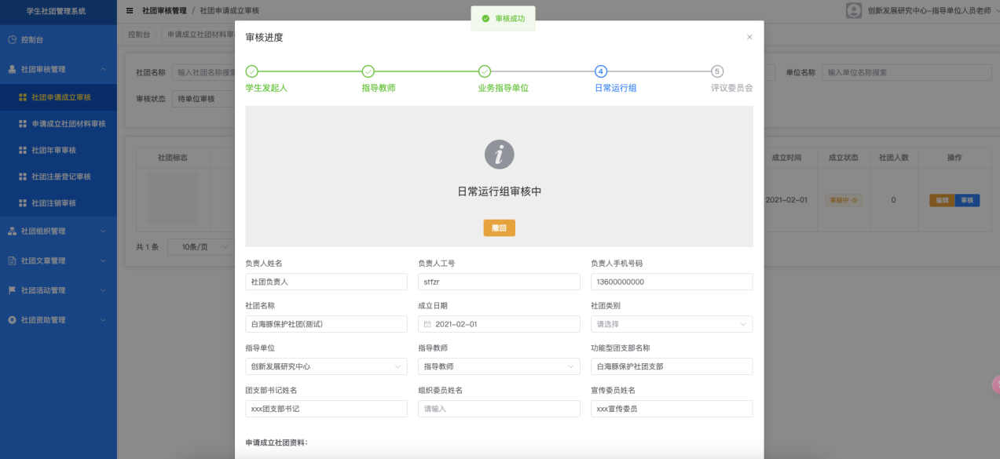 学生社团管理系统
社团审核管理 / 社团申请成立审核
审核成功
创新发展研究中心-指导单位人员老师
控制台
社团审核管理
社团申请成立审核
申请成立社团材料审核
社团年审审核
社团注册登记审核
社团注销审核
社团组织管理
社团文章管理
社团活动管理
社团资助管理
控制台 申请成立社团材料审
社团名称 输入社团名称搜索
单位名称 输入单位名称搜索
审核状态 待单位审核
社团标志
成立时间 成立状态 社团人数 操作
2021-02-01 审核中 0 编辑 审核
共 1 条 10条/页
审核进度
4 5
学生发起人 指导教师 业务指导单位 日常运行组 评议委员会
i
日常运行组审核中
撤回
负责人姓名 负责人工号 负责人手机号码
社团负责人 stfzr 13600000000
社团名称 成立日期 社团类别
白海豚保护社团(测试) 2021-02-01 请选择
指导单位 指导教师 功能型团支部名称
创新发展研究中心 指导教师 白海豚保护社团支部
团支部书记姓名 组织委员姓名 宣传委员姓名
xxx团支部书记 请输入 xxx宣传委员
申请成立社团资料: